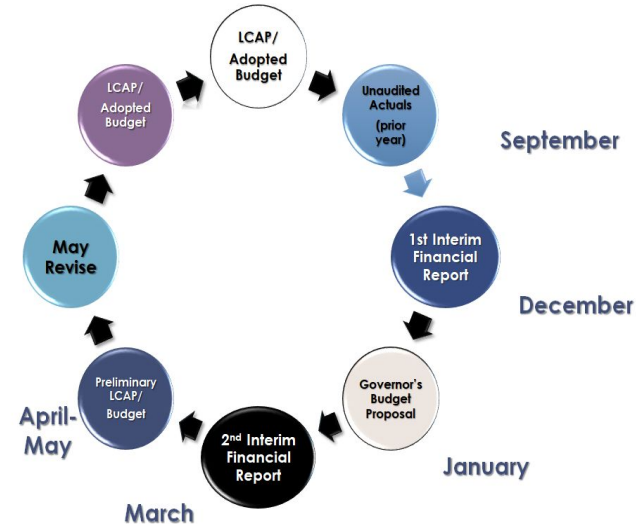 LCAP/
Adopted
Budget
Unaudited
Actuals
(prior
year)
September
1st Interim
Financial
Report
December
Governor's
Budget
Proposal
January
2nd Interim
Financial
Report
March
Preliminary
LCAP/
Budget
April-
May
May
Revise
LCAP/
Adopted
Budget